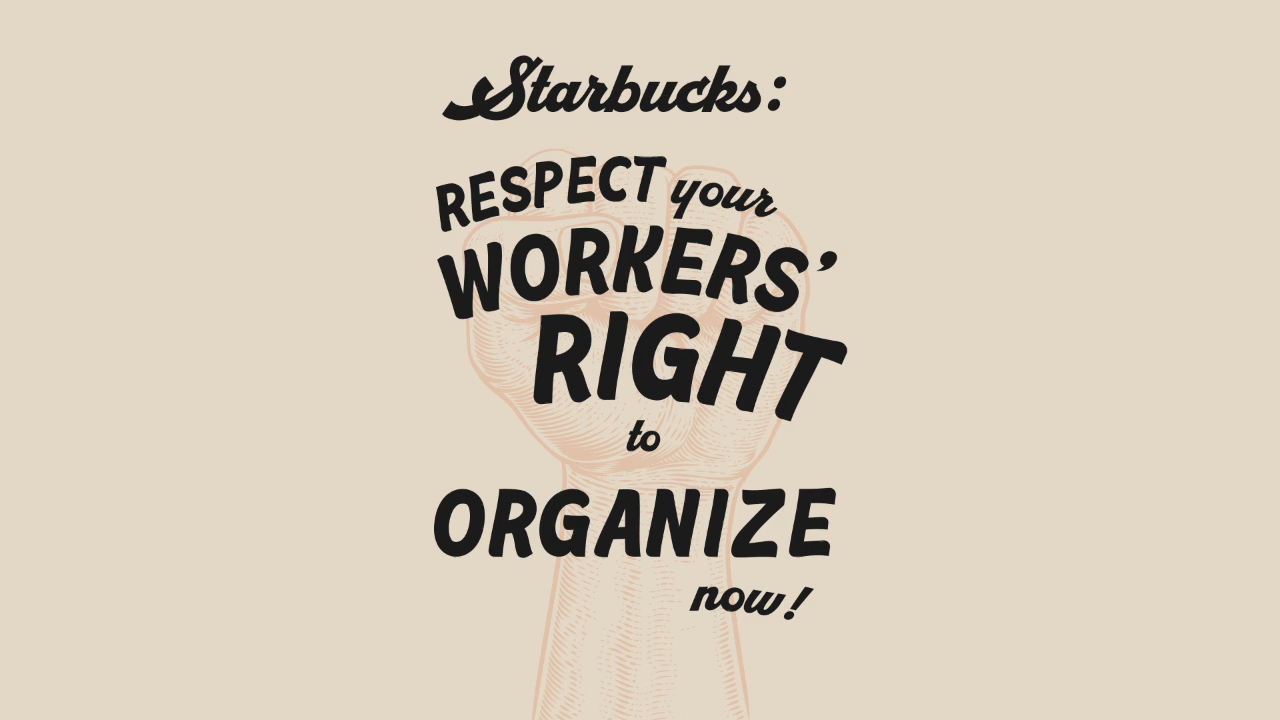 Starbucks:
RESPECT your
WORKERS’
RIGHT
to
ORGANIZE
now!